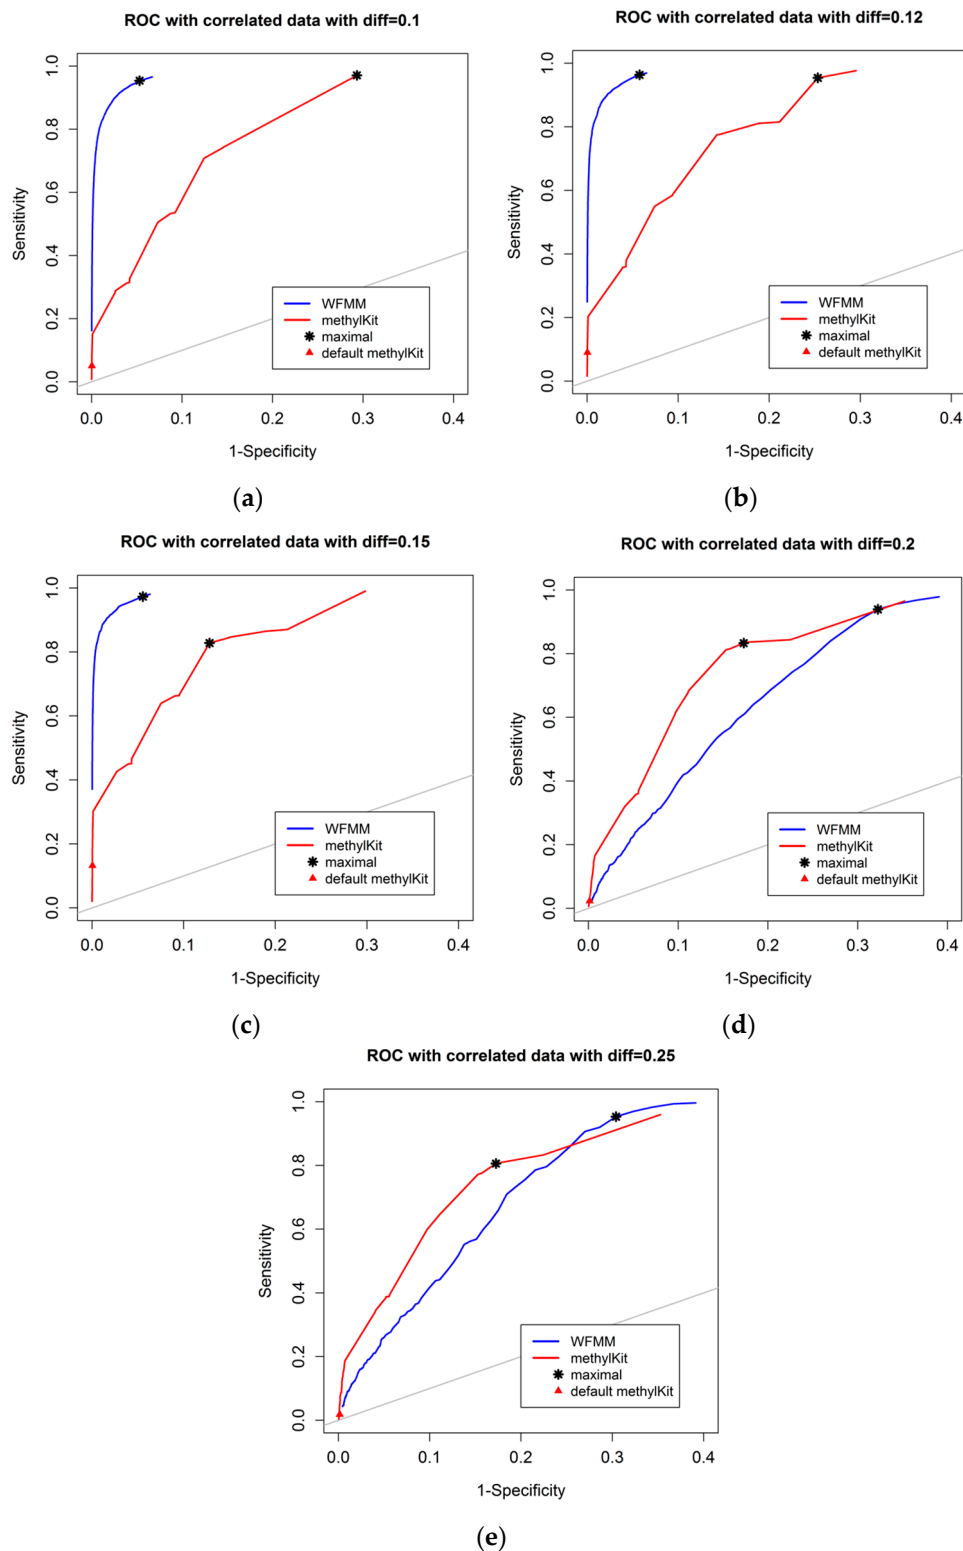 ROC with correlated data with diff=0.1
Sensitivity
0.0 0.2 0.4 0.6 0.8 1.0
WFMM
methylKit
maximal
default methylKit
0.0 0.1 0.2 0.3 0.4
1-Specificity
(a)
ROC with correlated data with diff=0.12
Sensitivity
0.0 0.2 0.4 0.6 0.8 1.0
WFMM
methylKit
maximal
default methylKit
0.0 0.1 0.2 0.3 0.4
1-Specificity
(b)
ROC with correlated data with diff=0.15
Sensitivity
0.0 0.2 0.4 0.6 0.8 1.0
WFMM
methylKit
maximal
default methylKit
0.0 0.1 0.2 0.3 0.4
1-Specificity
(c)
ROC with correlated data with diff=0.2
Sensitivity
0.0 0.2 0.4 0.6 0.8 1.0
WFMM
methylKit
maximal
default methylKit
0.0 0.1 0.2 0.3 0.4
1-Specificity
(d)
ROC with correlated data with diff=0.25
Sensitivity
0.0 0.2 0.4 0.6 0.8 1.0
WFMM
methylKit
maximal
default methylKit
0.0 0.1 0.2 0.3 0.4
1-Specificity
(e)